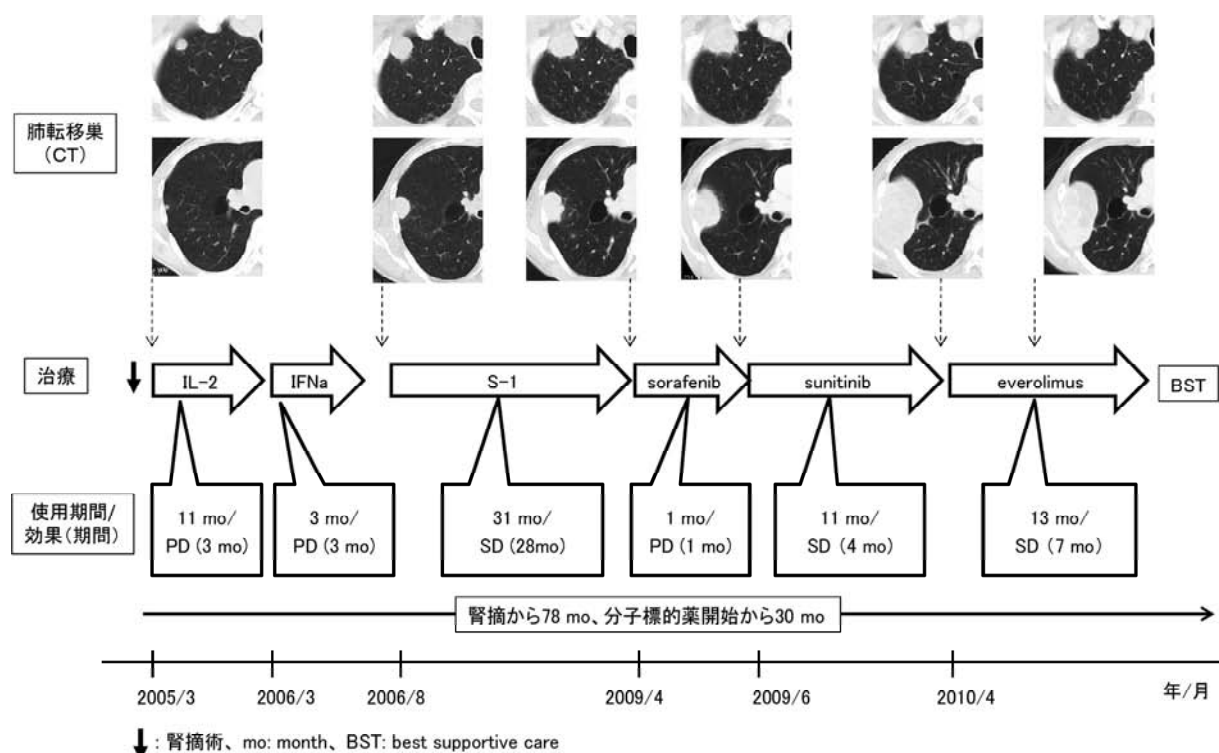 肺転移巣
(CT)
治療
IL-2
IFNa
S-1
sorafenib
sunitinib
everolimus
BST
使用期間/
効果(期間)
11 mo/
PD (3 mo)
3 mo/
PD (3 mo)
31 mo/
SD (28mo)
1 mo/
PD (1 mo)
11 mo/
SD (4 mo)
13 mo/
SD (7 mo)
腎摘から78 mo、分子標的薬開始から30 mo
2005/3
2006/3
2006/8
2009/4
2009/6
2010/4
年/月
: 腎摘術、mo: month、BST: best supportive care